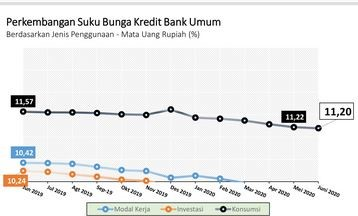 Perkembangan Suku Bunga Kredit Bank Umum
Berdasarkan Jenis Penggunaan - Mata Uang Rupiah (%)
11,57
11,22
11,20
10,42
10,24
Jun 2019
Jul 2019
Agt 2019
Sep-19
Okt 2019
Nov 2019
Des 2019
Jan 2020
Feb 2020
Mar 2020
Apr 2020
Mei 2020
Juni 2020
Modal Kerja
Investasi
Konsumsi